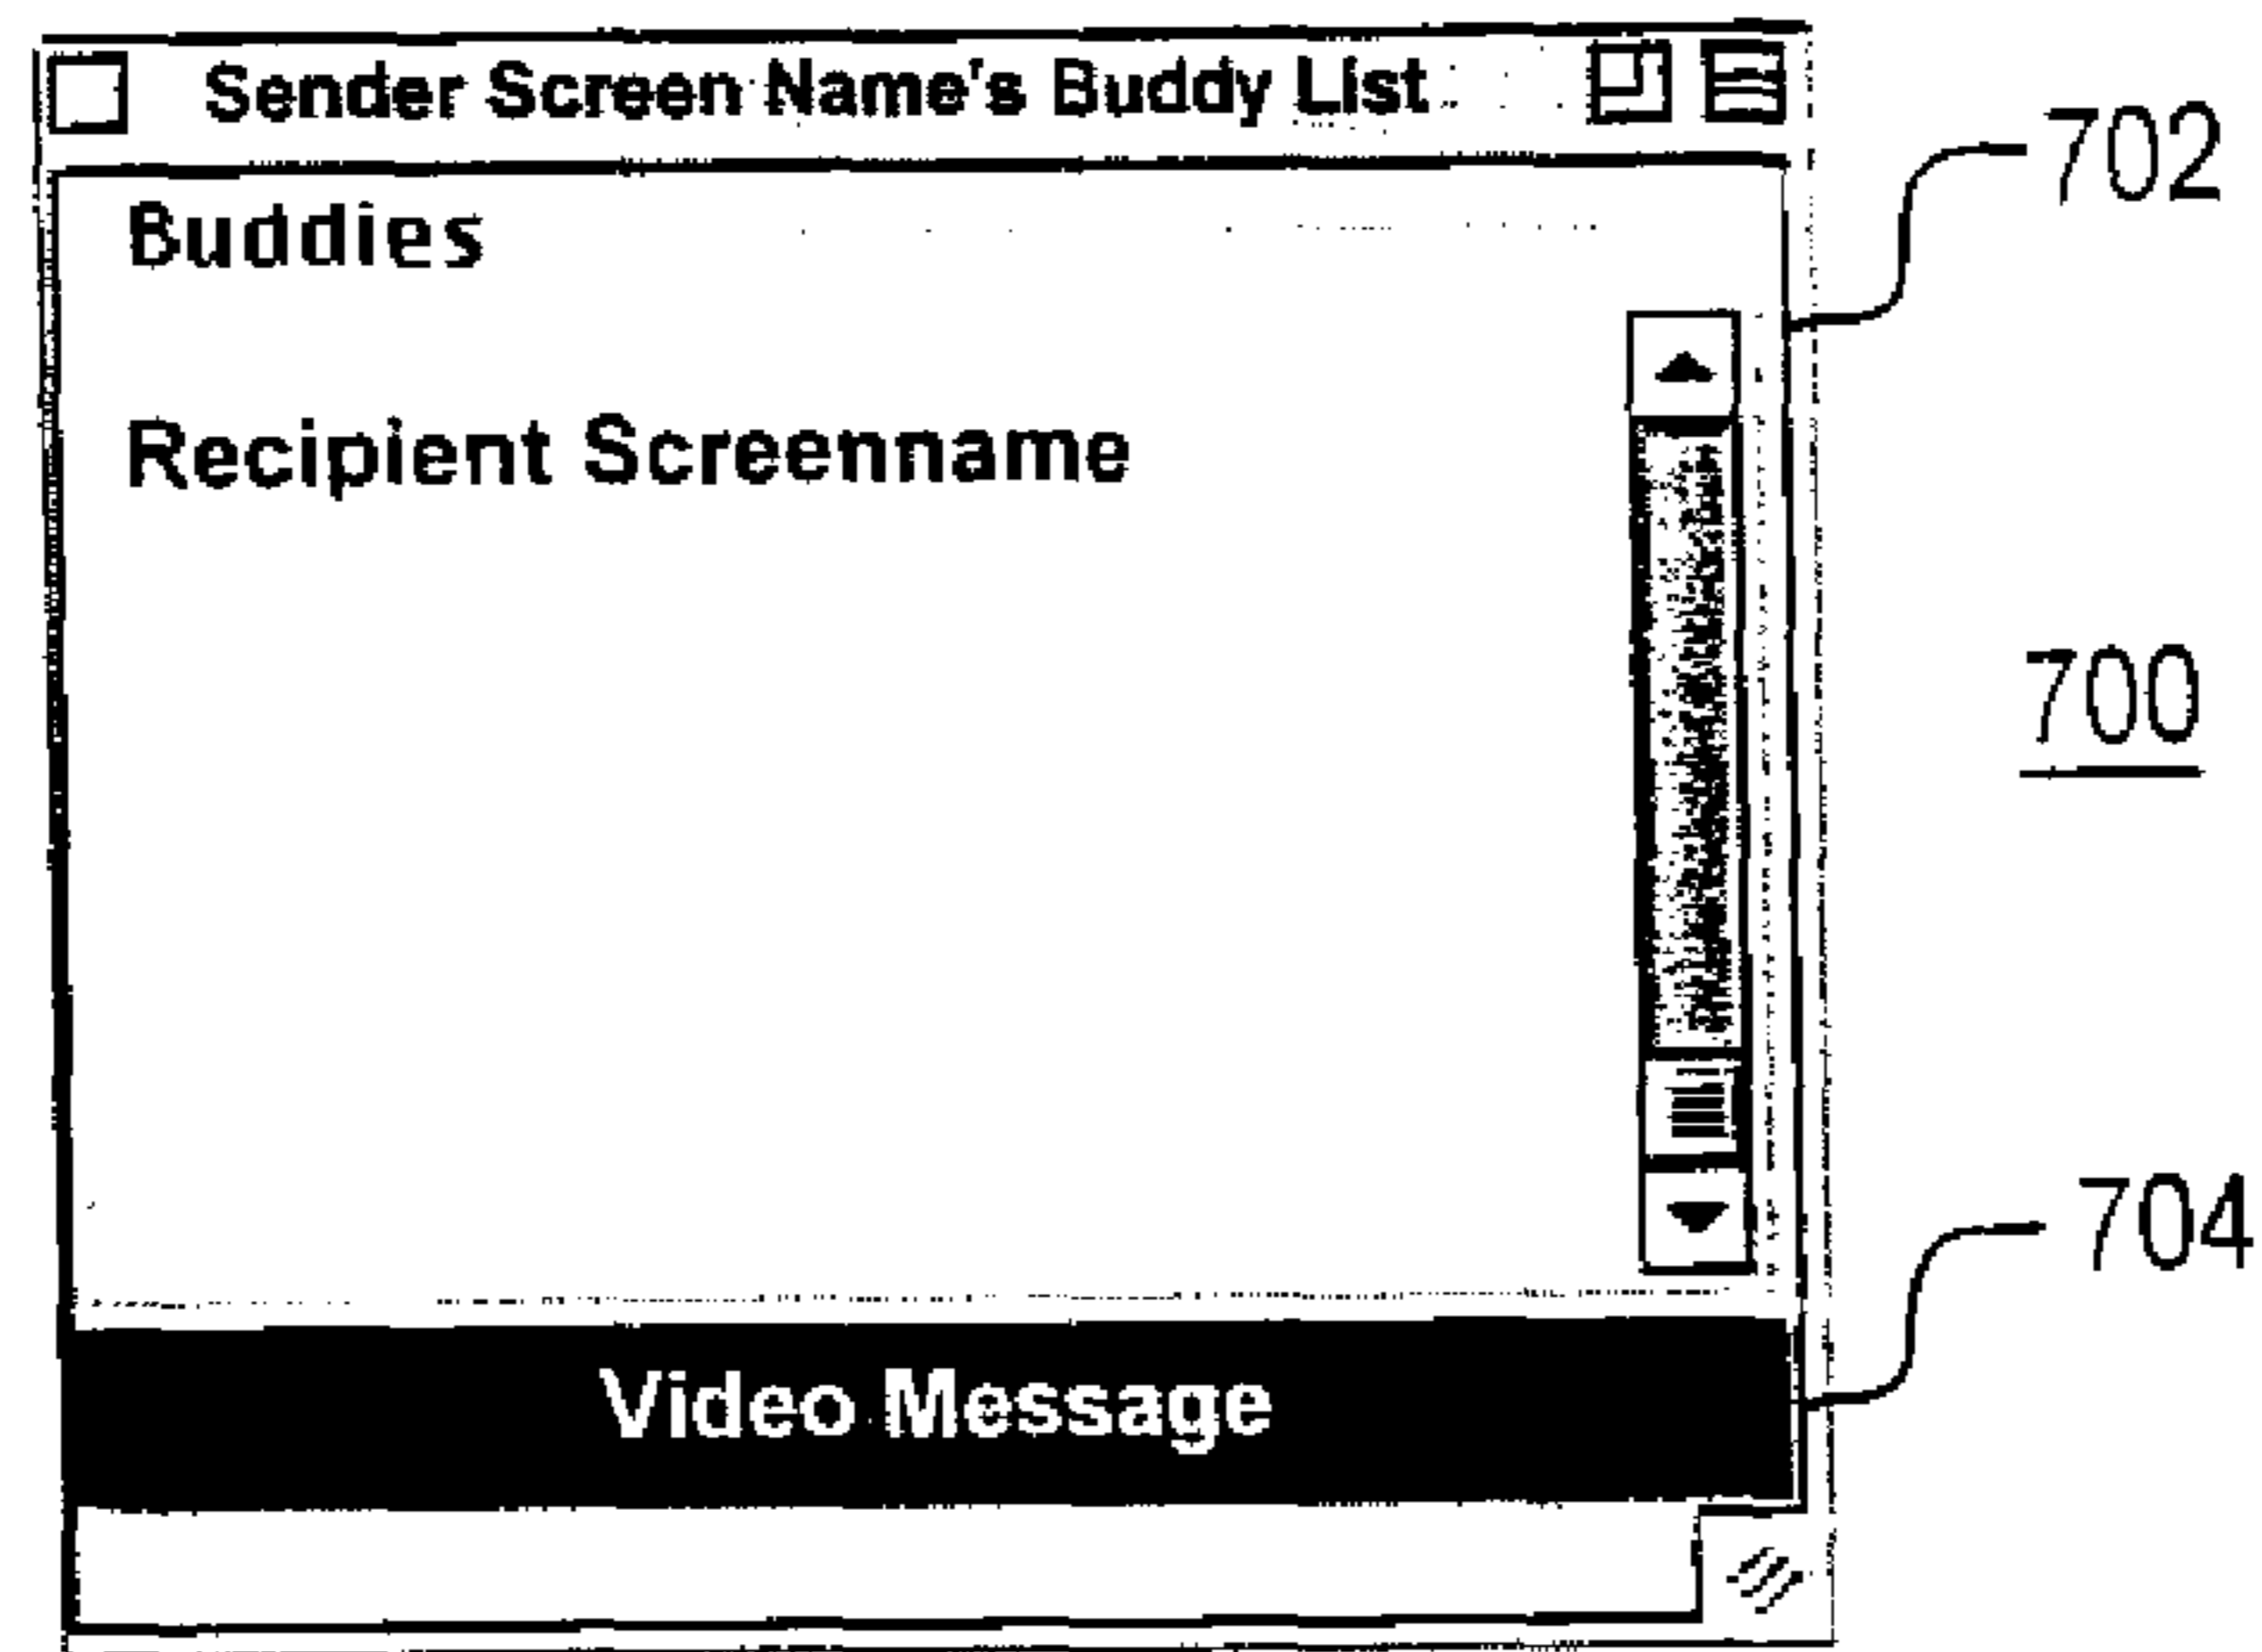 Sender Screen Name's Buddy List
702
Buddies
Recipient Screenname
700
704
Video Message